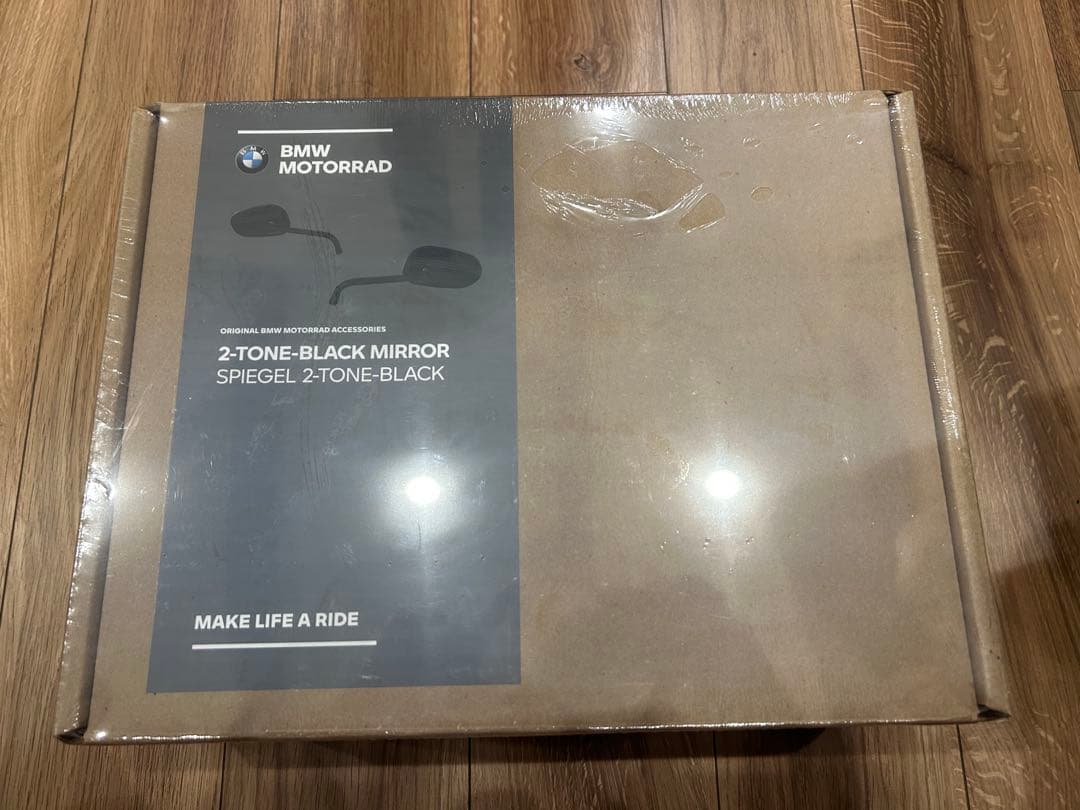 BMW
MOTORRAD
ORIGINAL BMW MOTORRAD ACCESSORIES
2-TONE-BLACK MIRROR
SPIEGEL 2-TONE-BLACK
MAKE LIFE A RIDE